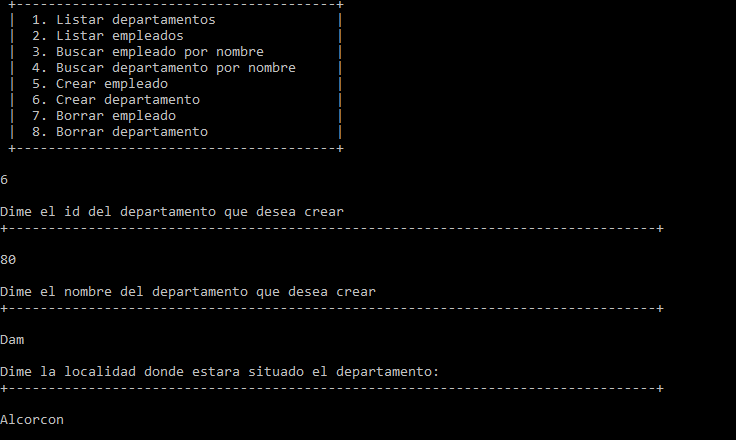 +----------------------------------------+
|  1. Listar departamentos               |
|  2. Listar empleados                   |
|  3. Buscar empleado por nombre         |
|  4. Buscar departamento por nombre     |
|  5. Crear empleado                     |
|  6. Crear departamento                 |
|  7. Borrar empleado                    |
|  8. Borrar departamento                |
+----------------------------------------+
6
Dime el id del departamento que desea crear
+---------------------------------------------------------------------------------+
80
Dime el nombre del departamento que desea crear
+---------------------------------------------------------------------------------+
Dam
Dime la localidad donde estara situado el departamento:
+---------------------------------------------------------------------------------+
Alcorcon